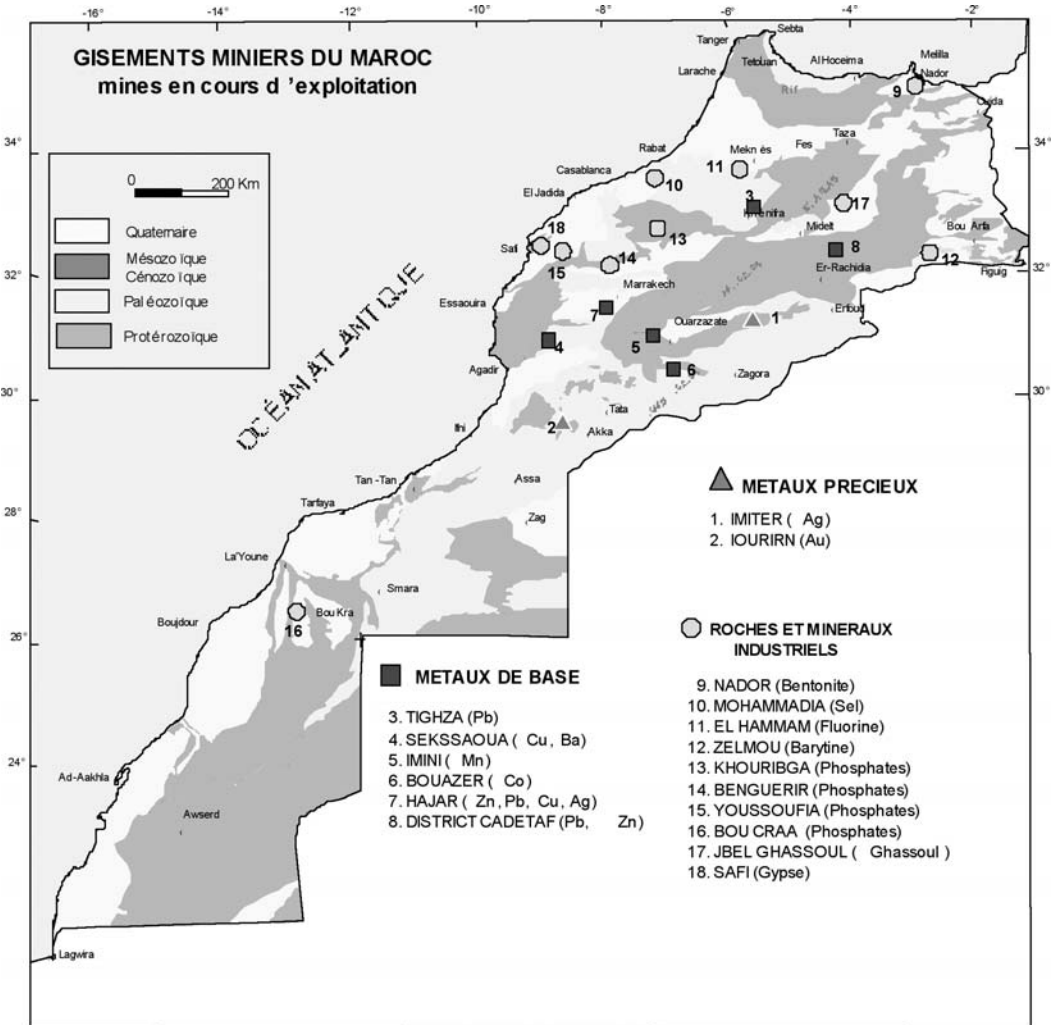 -16° -14° -12° -10° -8° -6° -4° -2°
GISEMENTS MINIERS DU MAROC
mines en cours d 'exploitation
0 200 Km
Quaternaire
Mésozoïque
Cénozoïque
Paléozoïque
Protérozoïque
34°
32°
30°
28°
26°
24°
34°
32°
30°
OCÉAN ATLANTIQUE
Sebta
Tanger
Tetouan
Al Hoceima
Melilla
Nador
Larache
Rif
9
Oujda
Taza
Fes
Rabat
Mekn ès
Casablanca
10
11
3
17
El Jadida
Khenifra
Midelt
Bou Arfa
18
Safi
13
8
15
14
12
Er-Rachidia
Figuig
Marrakech
Essaouira
7
Ouarzazate
Erfoud
1
4
5
6
Agadir
Zagora
Tata
2
Akka
Ifni
Assa
Tan -Tan
Tarfaya
Zag
La'Youne
Smara
Bou Kra
Boujdour
16
Ad-Aakhla
Awserd
Lagwira
METAUX PRECIEUX
1. IMITER ( Ag)
2. IOURIRN (Au)
METAUX DE BASE
3. TIGHZA (Pb)
4. SEKSSAOUA ( Cu, Ba)
5. IMINI ( Mn)
6. BOUAZER ( Co)
7. HAJAR ( Zn, Pb, Cu, Ag)
8. DISTRICT CADETAF (Pb, Zn)
ROCHES ET MINERAUX
INDUSTRIELS
9. NADOR (Bentonite)
10. MOHAMMADIA (Sel)
11. EL HAMMAM (Fluorine)
12. ZELMOU (Barytine)
13. KHOURIBGA (Phosphates)
14. BENGUERIR (Phosphates)
15. YOUSSOUFIA (Phosphates)
16. BOU CRAA (Phosphates)
17. JBEL GHASSOUL ( Ghassoul )
18. SAFI (Gypse)